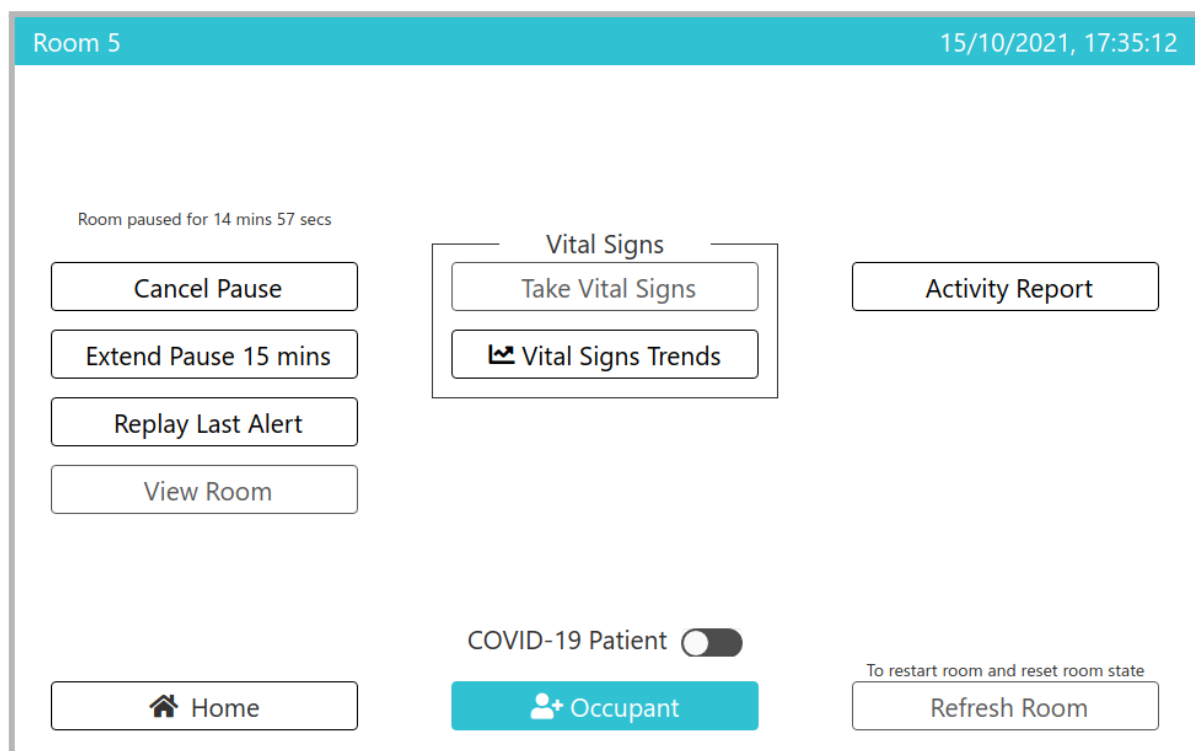 Room 5
15/10/2021, 17:35:12
Room paused for 14 mins 57 secs
Cancel Pause
Extend Pause 15 mins
Replay Last Alert
View Room
Vital Signs
Take Vital Signs
Vital Signs Trends
Activity Report
COVID-19 Patient
To restart room and reset room state
Home
Occupant
Refresh Room